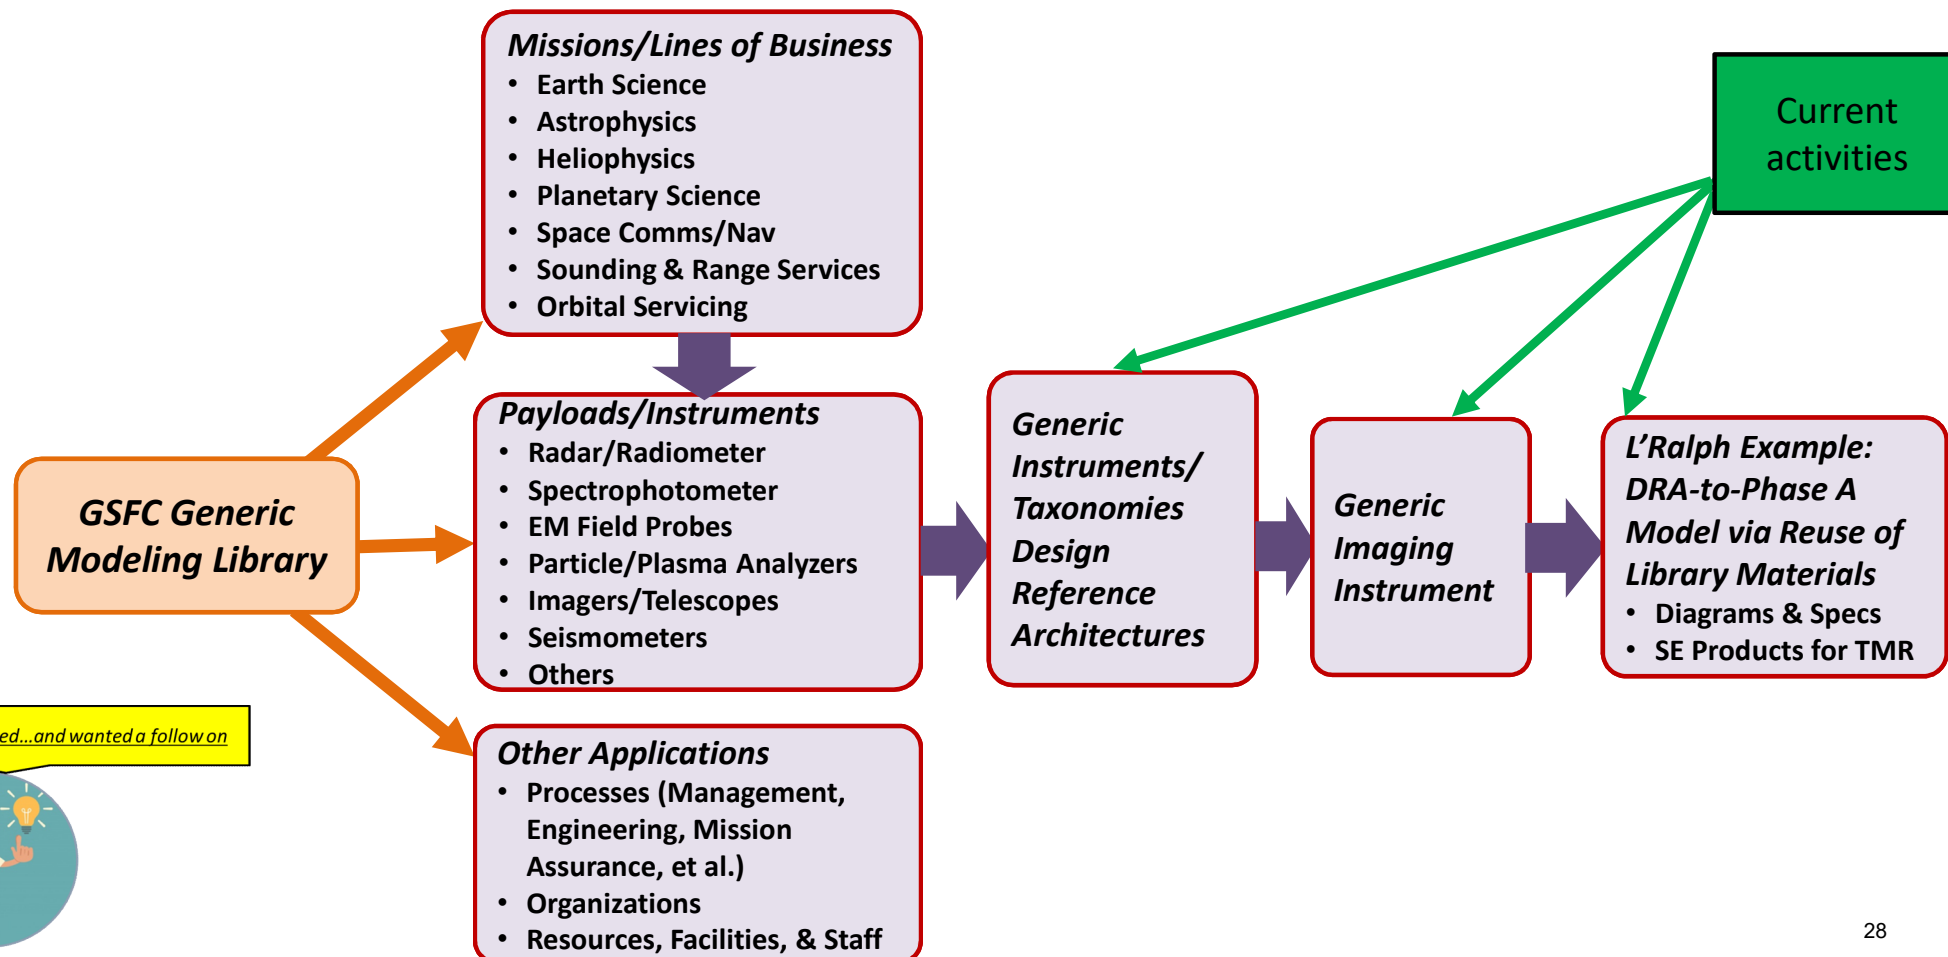 Missions/Lines of Business
• Earth Science
• Astrophysics
• Heliophysics
• Planetary Science
• Space Comms/Nav
• Sounding & Range Services
• Orbital Servicing
Current
activities
GSFC Generic
Modeling Library
Payloads/Instruments
• Radar/Radiometer
• Spectrophotometer
• EM Field Probes
• Particle/Plasma Analyzers
• Imagers/Telescopes
• Seismometers
• Others
Generic
Instruments/
Taxonomies
Design
Reference
Architectures
Generic
Imaging
Instrument
L’Ralph Example:
DRA-to-Phase A
Model via Reuse of
Library Materials
• Diagrams & Specs
• SE Products for TMR
...and wanted a follow on
Other Applications
• Processes (Management,
Engineering, Mission
Assurance, et al.)
• Organizations
• Resources, Facilities, & Staff
28